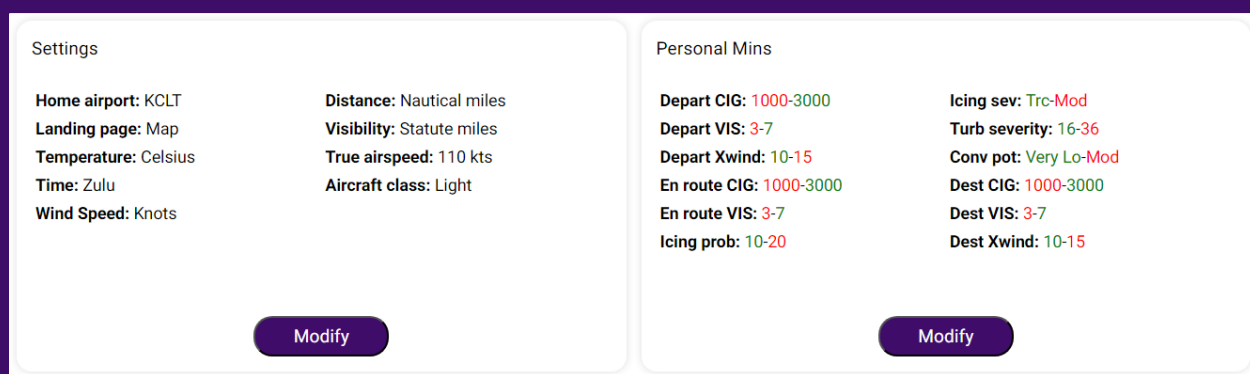 Settings
Home airport: KCLT
Landing page: Map
Temperature: Celsius
Time: Zulu
Wind Speed: Knots
Distance: Nautical miles
Visibility: Statute miles
True airspeed: 110 kts
Aircraft class: Light
Modify
Personal Mins
Depart CIG: 1000-3000
Depart VIS: 3-7
Depart Xwind: 10-15
En route CIG: 1000-3000
En route VIS: 3-7
Icing prob: 10-20
Icing sev: Trc-Mod
Turb severity: 16-36
Conv pot: Very Lo-Mod
Dest CIG: 1000-3000
Dest VIS: 3-7
Dest Xwind: 10-15
Modify